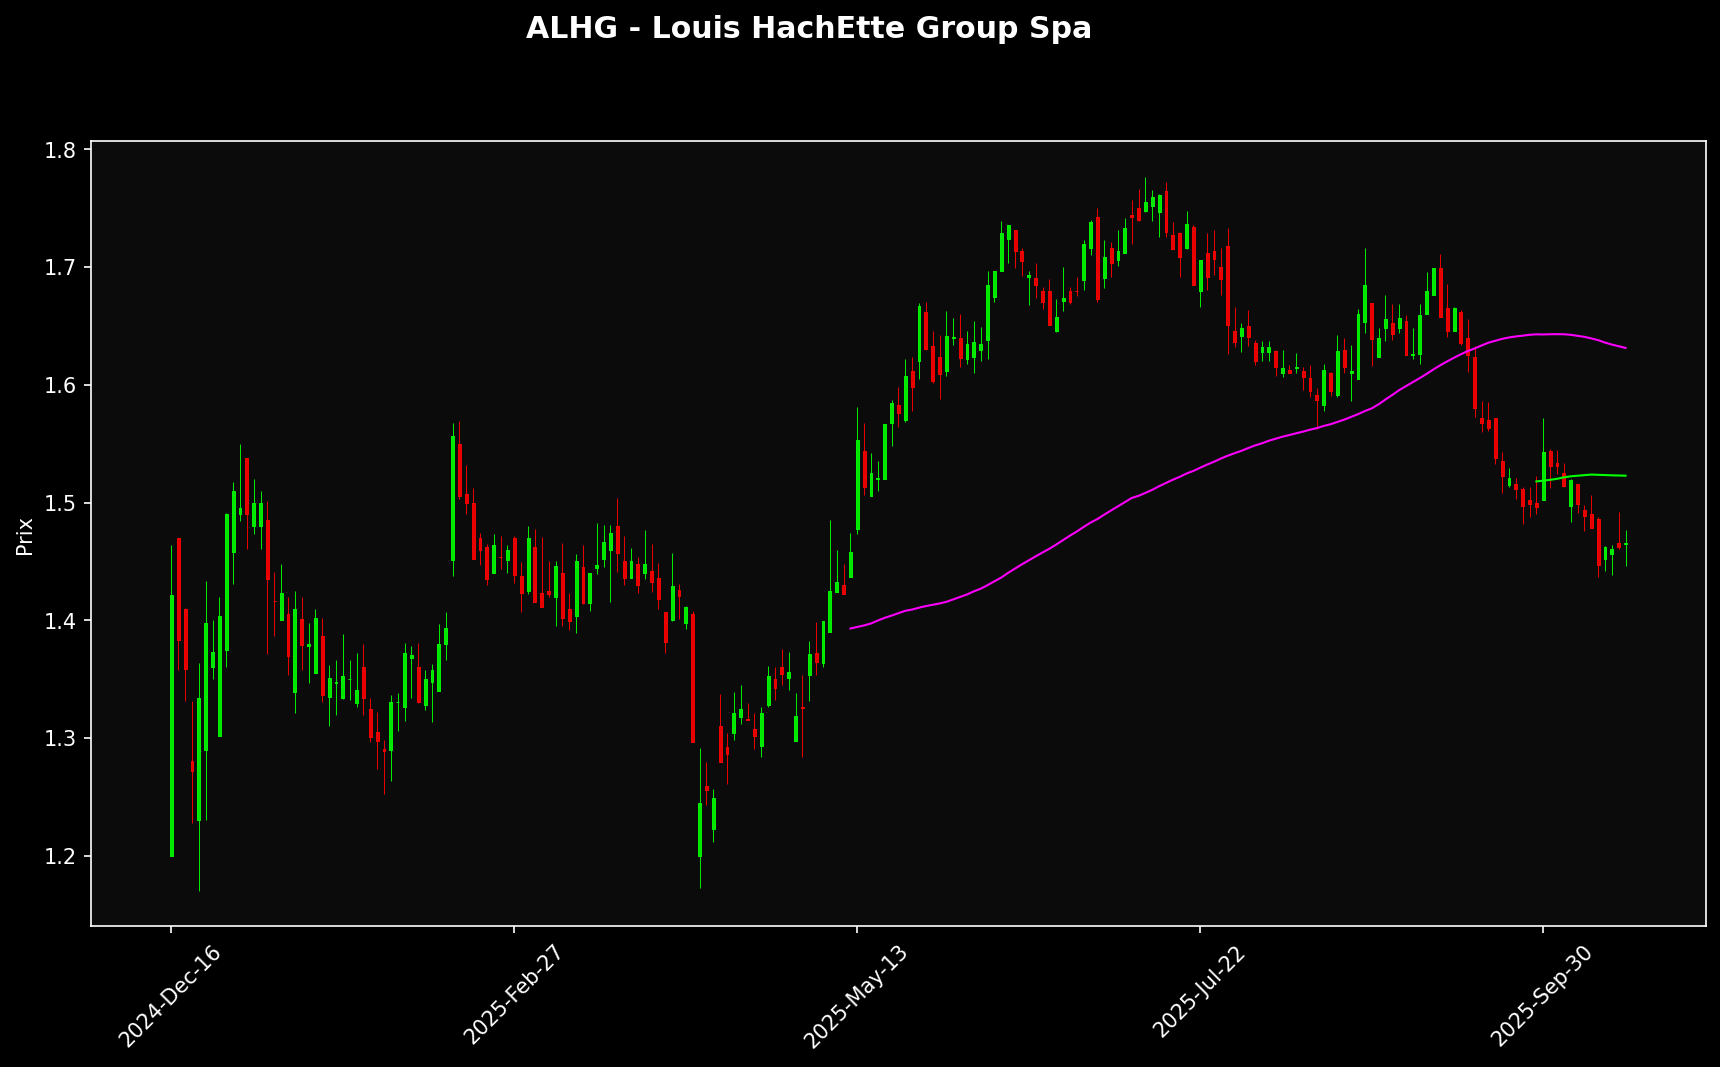 ALHG - Louis HachEtte Group Spa
Prix
1.8
1.7
1.6
1.5
1.4
1.3
1.2
2024-Dec-16
2025-Feb-27
2025-May-13
2025-Jul-22
2025-Sep-30